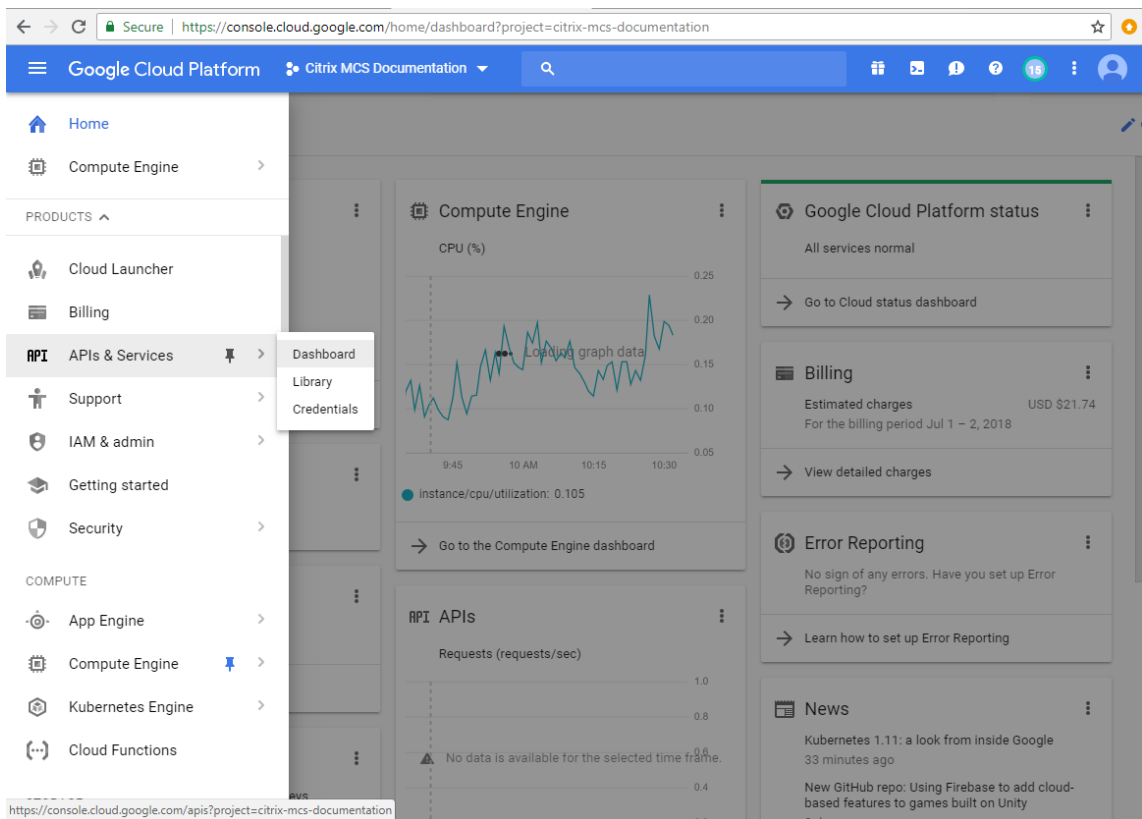 Secure | https://console.cloud.google.com/home/dashboard?project=citrix-mcs-documentation
Google Cloud Platform
Citrix MCS Documentation
15
Home
Compute Engine
PRODUCTS
Cloud Launcher
Billing
API APIs & Services
Support
IAM & admin
Getting started
Security
COMPUTE
App Engine
Compute Engine
Kubernetes Engine
Cloud Functions
Dashboard
Library
Credentials
Compute Engine
CPU (%)
0.25
0.20
0.15
0.10
0.05
Loading graph data
9:45 10 AM 10:15 10:30
instance/cpu/utilization: 0.105
Go to the Compute Engine dashboard
API APIs
Requests (requests/sec)
1.0
0.8
0.6
0.4
No data is available for the selected time frame.
Google Cloud Platform status
All services normal
Go to Cloud status dashboard
Billing
Estimated charges USD $21.74
For the billing period Jul 1 – 2, 2018
View detailed charges
Error Reporting
No sign of any errors. Have you set up Error
Reporting?
Learn how to set up Error Reporting
News
Kubernetes 1.11: a look from inside Google
33 minutes ago
New GitHub repo: Using Firebase to add cloud-
based features to games built on Unity
https://console.cloud.google.com/apis?project=citrix-mcs-documentation